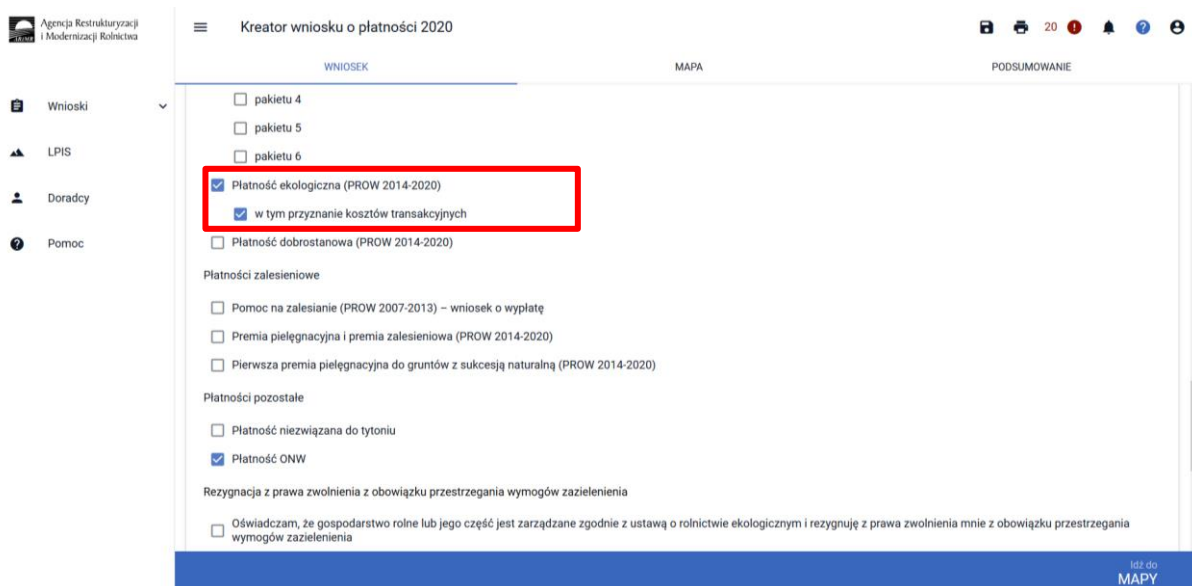 Agencja Restrukturyzacji
i Modernizacji Rolnictwa
Kreator wniosku o płatności 2020
20
WNIOSEK
MAPA
PODSUMOWANIE
Wnioski
LPIS
Doradcy
Pomoc
pakietu 4
pakietu 5
pakietu 6
Płatność ekologiczna (PROW 2014-2020)
w tym przyznanie kosztów transakcyjnych
Płatność dobrostanowa (PROW 2014-2020)
Płatności zalesieniowe
Pomoc na zalesianie (PROW 2007-2013) – wniosek o wypłatę
Premia pielęgnacyjna i premia zalesieniowa (PROW 2014-2020)
Pierwsza premia pielęgnacyjna do gruntów z sukcesją naturalną (PROW 2014-2020)
Płatności pozostałe
Płatność niezwiązana do tytoniu
Płatność ONW
Rezygnacja z prawa zwolnienia z obowiązku przestrzegania wymogów zazielenienia
Oświadczam, że gospodarstwo rolne lub jego część jest zarządzane zgodnie z ustawą o rolnictwie ekologicznym i rezygnuję z prawa zwolnienia mnie z obowiązku przestrzegania
wymogów zazielenienia
Idź do
MAPY